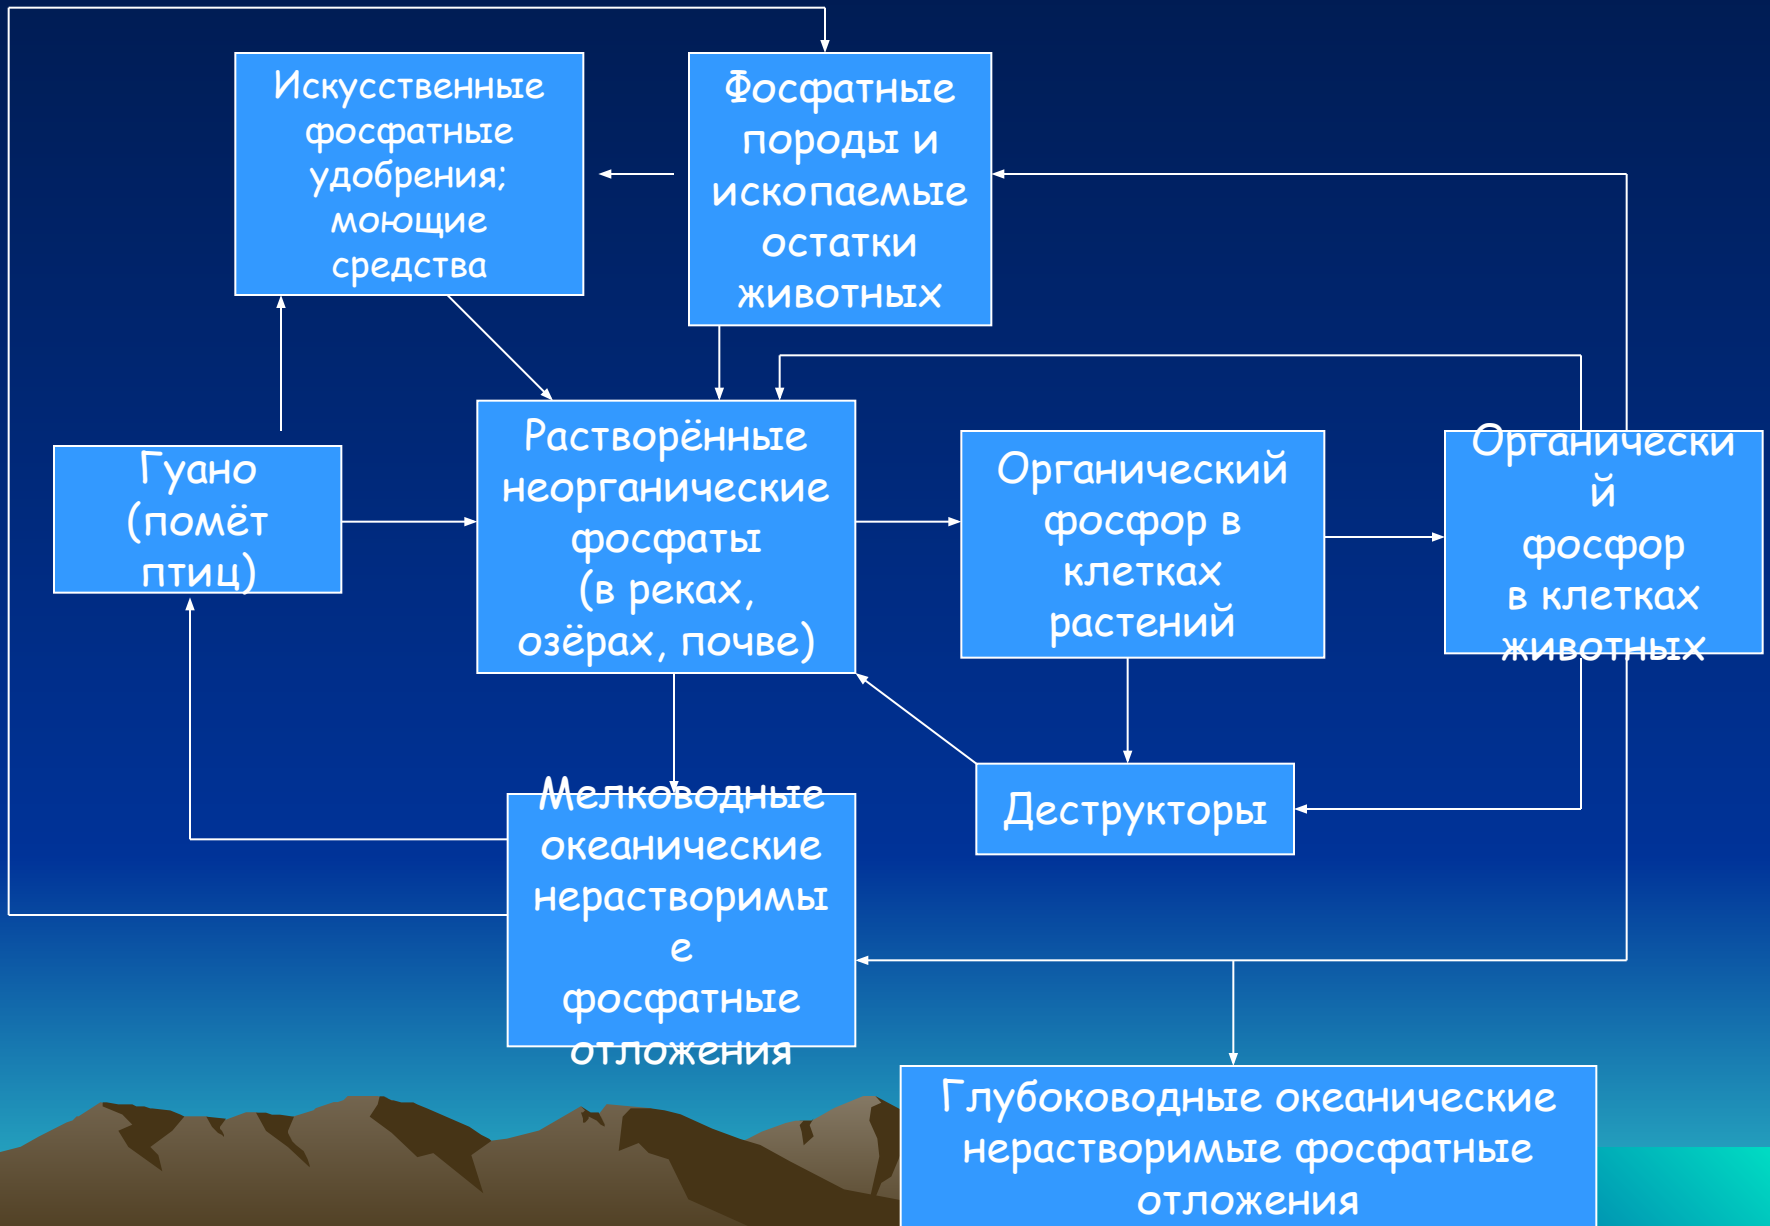 Искусственные
фосфатные
удобрения;
моющие
средства
Фосфатные
породы и
ископаемые
остатки
животных
Гуано
(помёт
птиц)
Растворённые
неорганические
фосфаты
(в реках,
озёрах, почве)
Органический
фосфор в
клетках
растений
Органически
й
фосфор
в клетках
животных
Деструкторы
Мелководные
океанические
нерастворимы
е
фосфатные
отложения
Глубоководные океанические
нерастворимые фосфатные
отложения